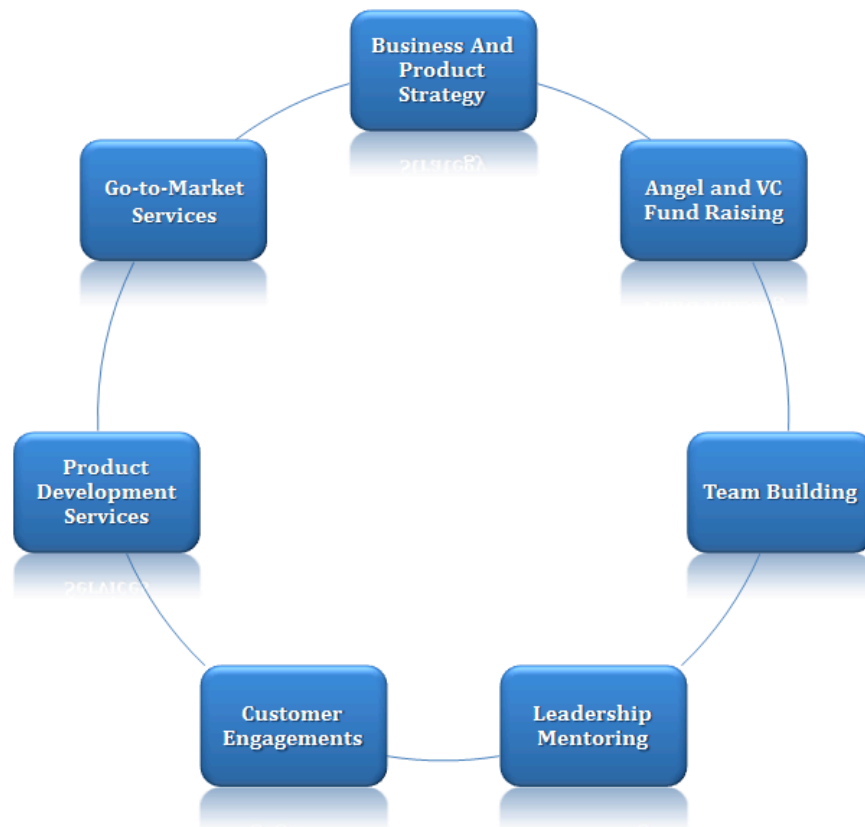 Business And
Product
Strategy
Angel and VC
Fund Raising
Team Building
Leadership
Mentoring
Customer
Engagements
Product
Development
Services
Go-to-Market
Services